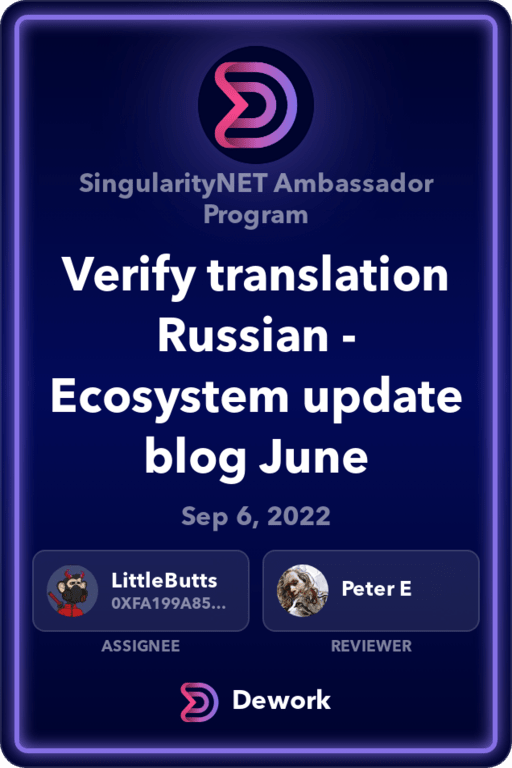 SingularityNET Ambassador
Program
Verify translation
Russian -
Ecosystem update
blog June
Sep 6, 2022
LittleButts
0XFA199A85...
ASSIGNEE
Peter E
REVIEWER
Dework